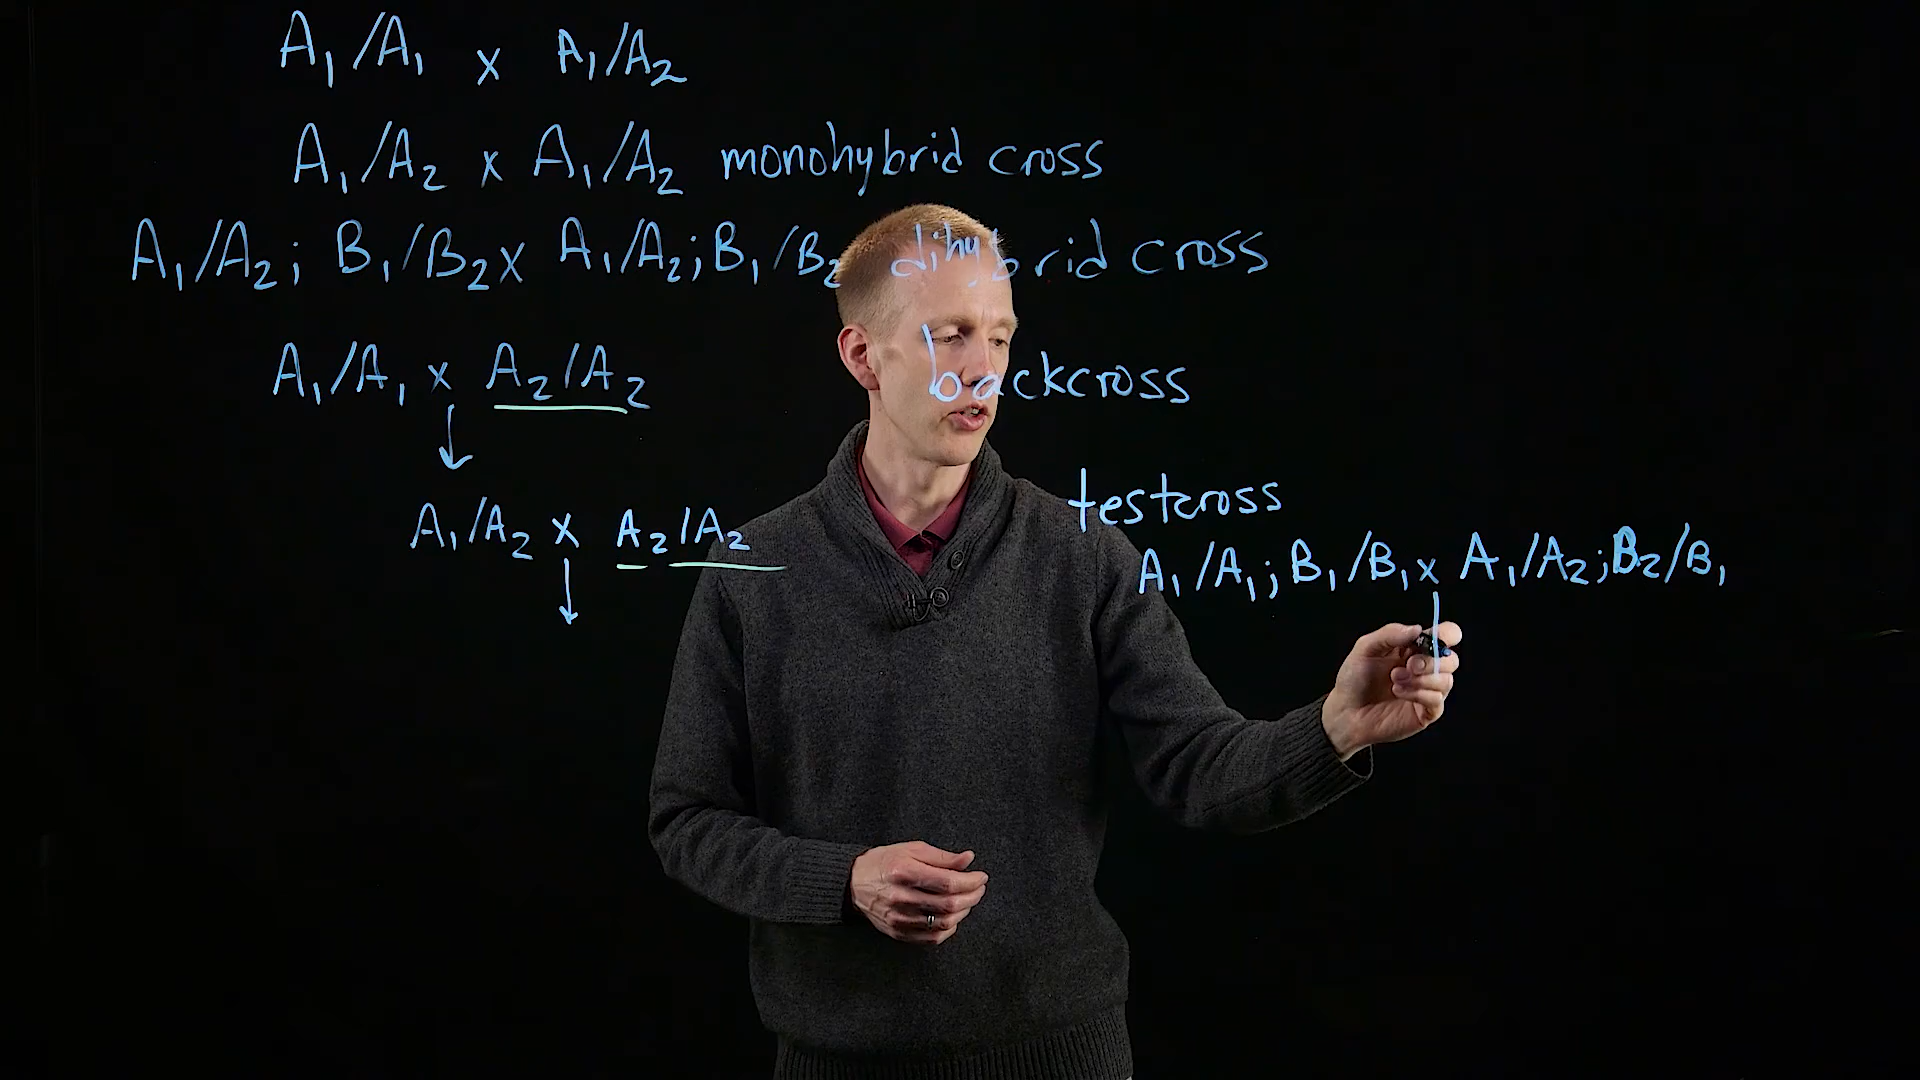 A₁/A₁ x A₁/A₂
A₁/A₂ x A₁/A₂ monohybrid cross
A₁/A₂; B₁/B₂ x A₁/A₂; B₁/B₂ dihybrid cross
A₁/A₁ x A₂/A₂ backcross
↓
A₁/A₂ x A₂/A₂
↓
testcross
A₁/A₁; B₁/B₁ x A₁/A₂; B₂/B₁